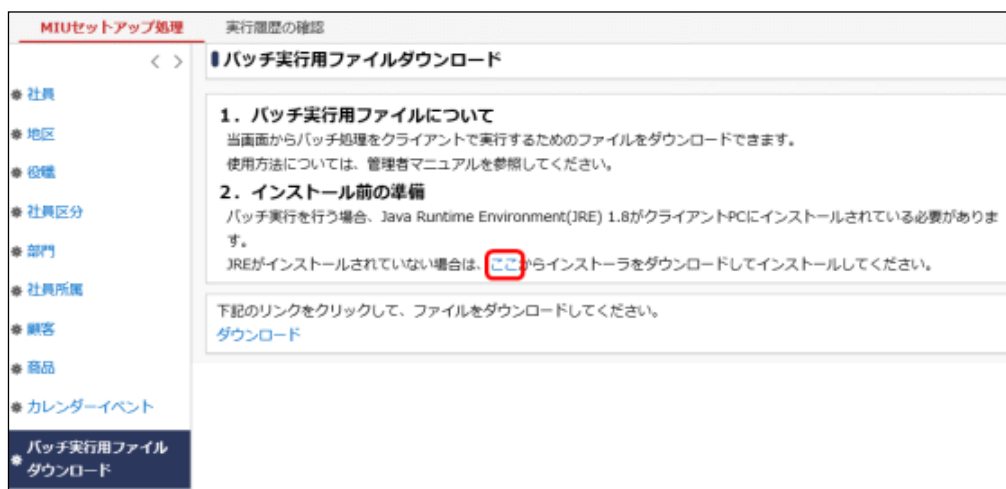 MIUセットアップ処理
実行履歴の確認
< >
社員
地区
役職
社員区分
部門
社員所属
顧客
商品
カレンダーイベント
バッチ実行用ファイル
ダウンロード
バッチ実行用ファイルダウンロード
1．バッチ実行用ファイルについて
当画面からバッチ処理をクライアントで実行するためのファイルをダウンロードできます。
使用方法については、管理者マニュアルを参照してください。
2．インストール前の準備
バッチ実行を行う場合、Java Runtime Environment(JRE) 1.8がクライアントPCにインストールされている必要がありま
す。
JREがインストールされていない場合は、ここからインストーラをダウンロードしてインストールしてください。
下記のリンクをクリックして、ファイルをダウンロードしてください。
ダウンロード